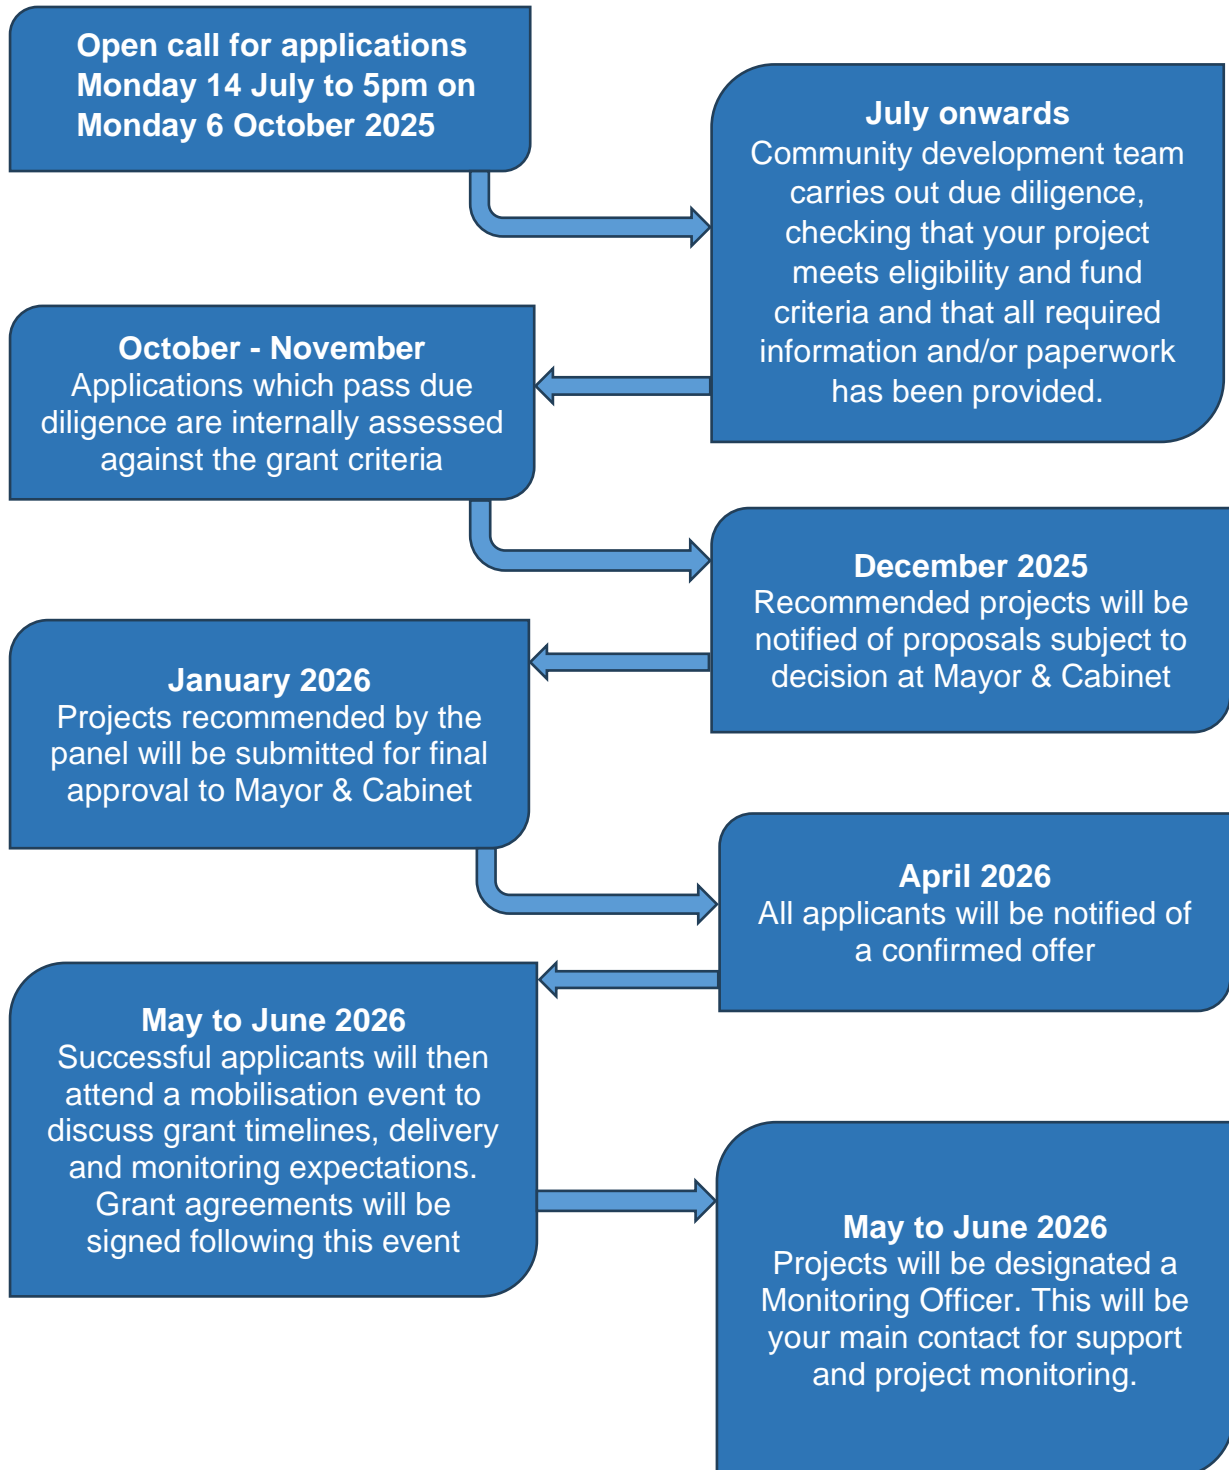 Open call for applications
Monday 14 July to 5pm on
Monday 6 October 2025
July onwards
Community development team
carries out due diligence,
checking that your project
meets eligibility and fund
criteria and that all required
information and/or paperwork
has been provided.
October - November
Applications which pass due
diligence are internally assessed
against the grant criteria
December 2025
Recommended projects will be
notified of proposals subject to
decision at Mayor & Cabinet
January 2026
Projects recommended by the
panel will be submitted for final
approval to Mayor & Cabinet
April 2026
All applicants will be notified of
a confirmed offer
May to June 2026
Successful applicants will then
attend a mobilisation event to
discuss grant timelines, delivery
and monitoring expectations.
Grant agreements will be
signed following this event
May to June 2026
Projects will be designated a
Monitoring Officer. This will be
your main contact for support
and project monitoring.